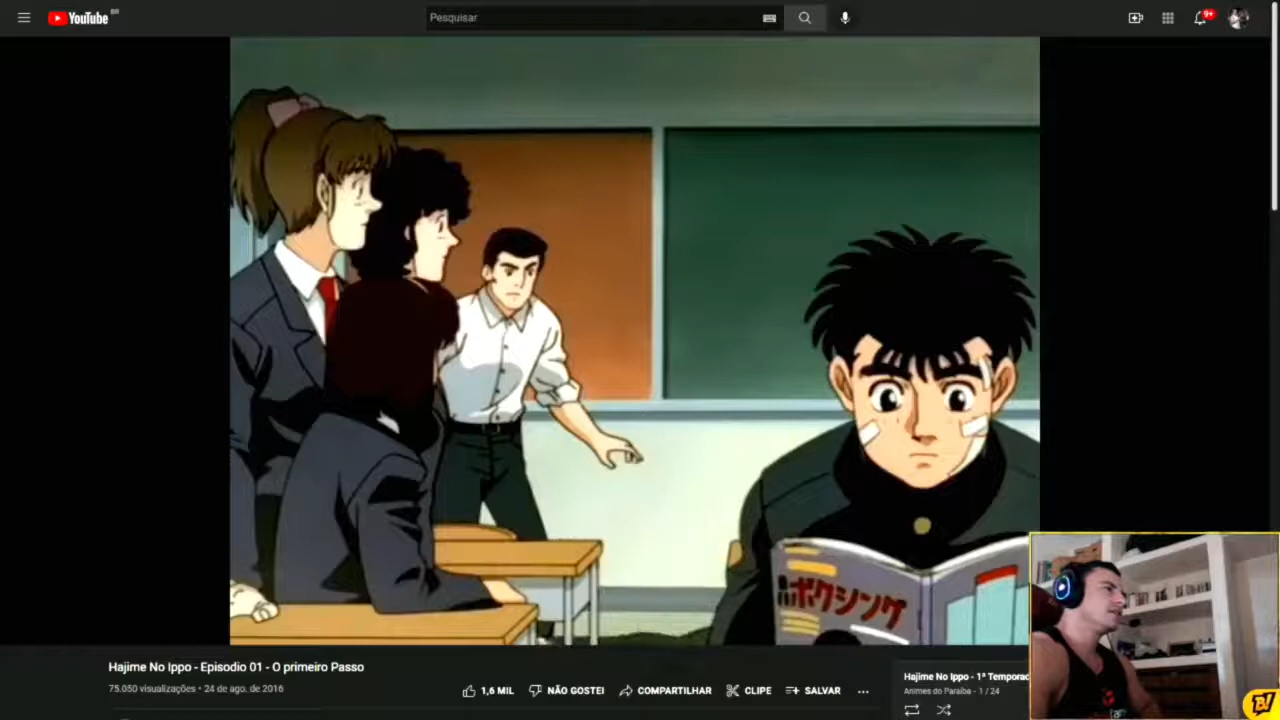 YouTube BR
Pesquisar
9+
ボクシング
Hajime No Ippo - Episodio 01 - O primeiro Passo
75.050 visualizações • 24 de ago. de 2016
1,6 MIL
NÃO GOSTEI
COMPARTILHAR
CLIPE
SALVAR
Hajime No Ippo - 1ª Temporad
Animes do Paraíba - 1 / 24